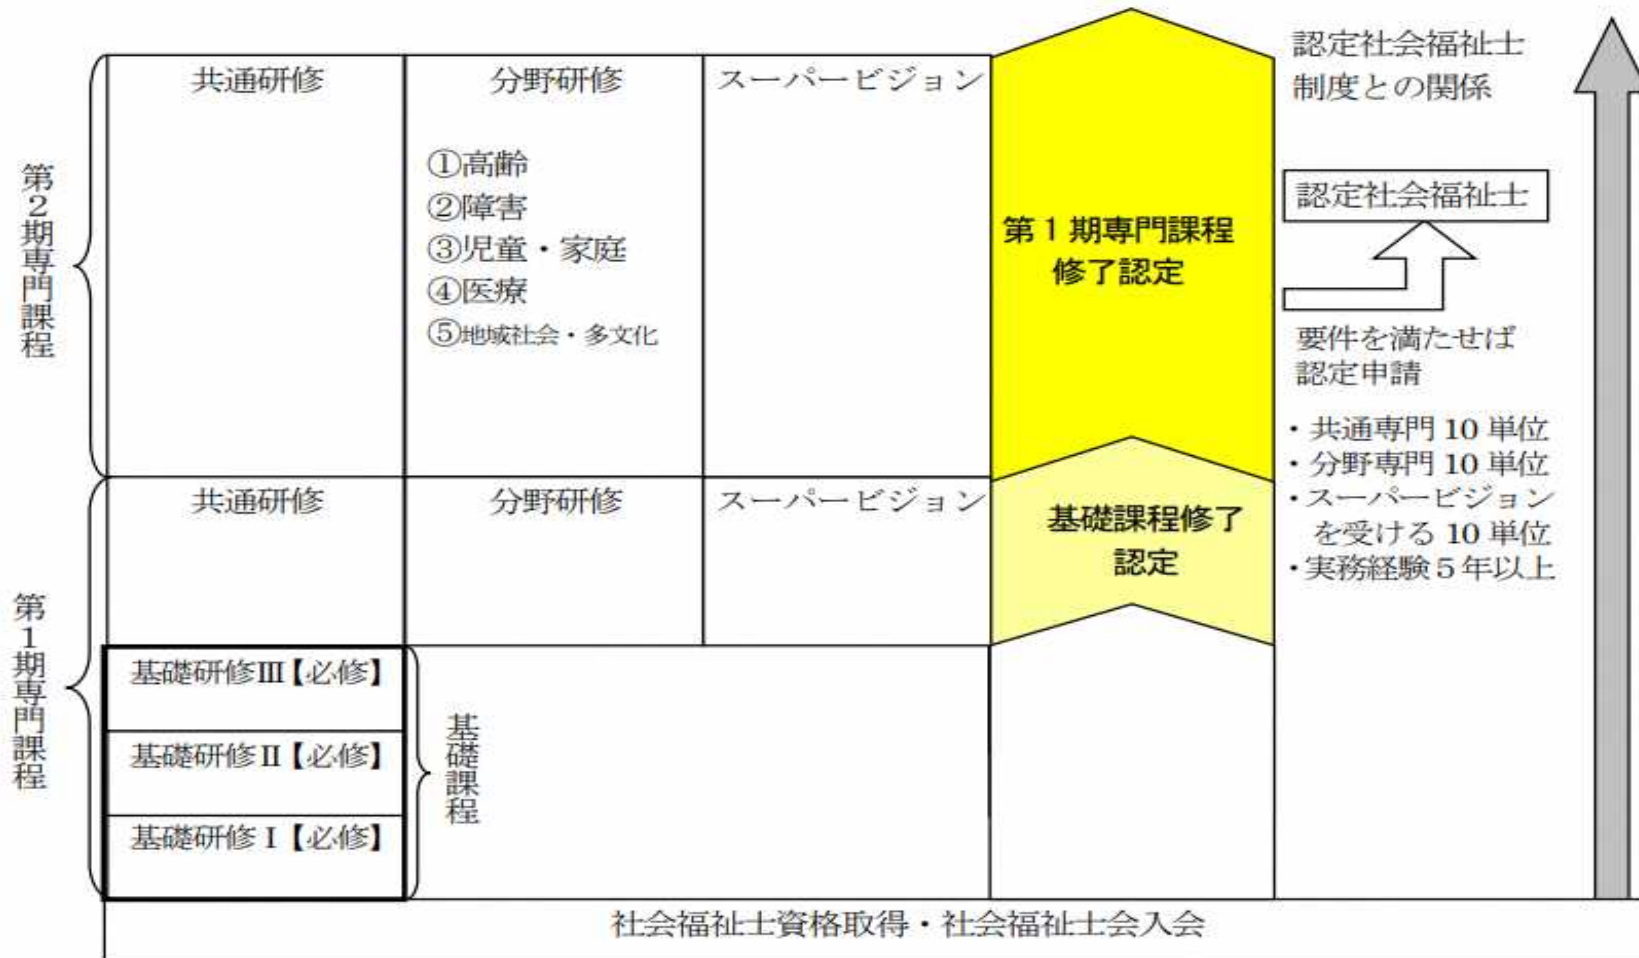 共通研修
分野研修
スーパービジョン
①高齢
②障害
③児童・家庭
④医療
⑤地域社会・多文化
第2期専門課程
第1期専門課程
修了認定
認定社会福祉士
制度との関係
認定社会福祉士
要件を満たせば
認定申請
・共通専門 10 単位
・分野専門 10 単位
・スーパービジョン
を受ける 10 単位
・実務経験5年以上
共通研修
分野研修
スーパービジョン
基礎課程修了
認定
第1期専門課程
基礎研修Ⅲ【必修】
基礎研修Ⅱ【必修】
基礎研修Ⅰ【必修】
基礎課程
社会福祉士資格取得・社会福祉士会入会